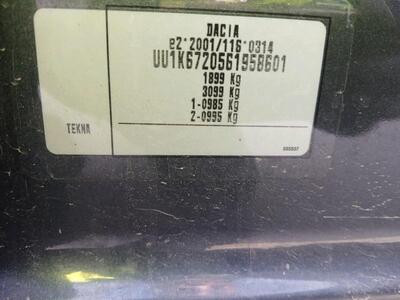 DACIA
e2*2001/116*0314
UU1K6720561958601
1899 Kg
3099 Kg
1-0985 Kg
2-0995 Kg
TEKNA